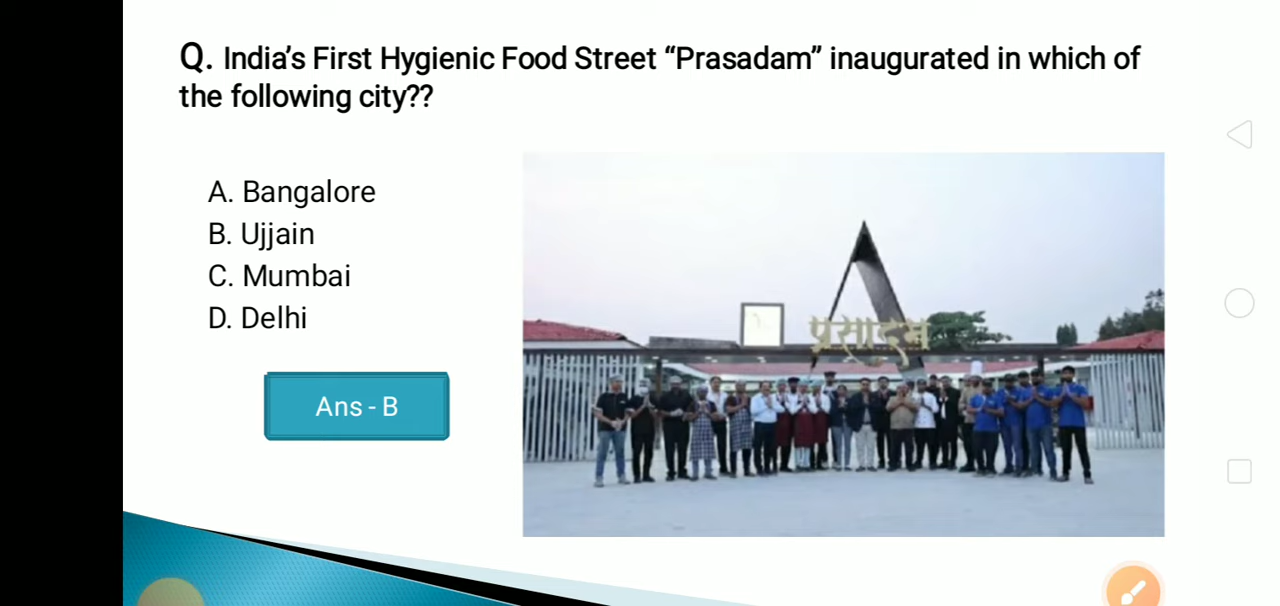 Q. India's First Hygienic Food Street “Prasadam” inaugurated in which of
the following city??
A. Bangalore
B. Ujjain
C. Mumbai
D. Delhi
Ans - B
प्रसादम